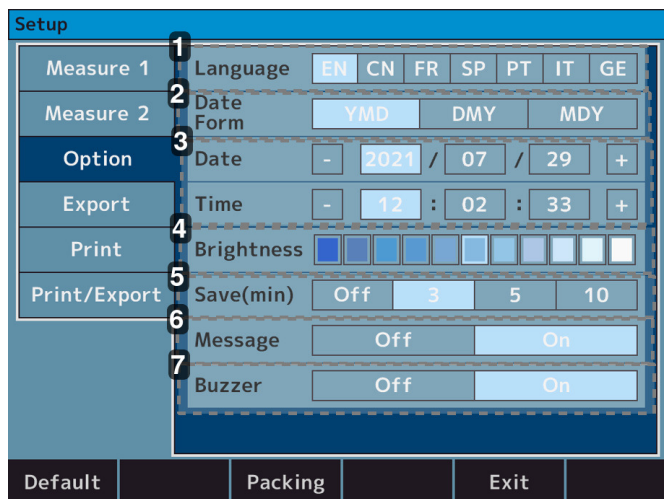 Setup
Measure 1
Measure 2
Option
Export
Print
Print/Export
1
Language EN CN FR SP PT IT GE
2
Date
Form YMD DMY MDY
3
Date - 2021 / 07 / 29 +
Time - 12 : 02 : 33 +
4
Brightness
5
Save(min) Off 3 5 10
6
Message Off On
7
Buzzer Off On
Default Packing Exit